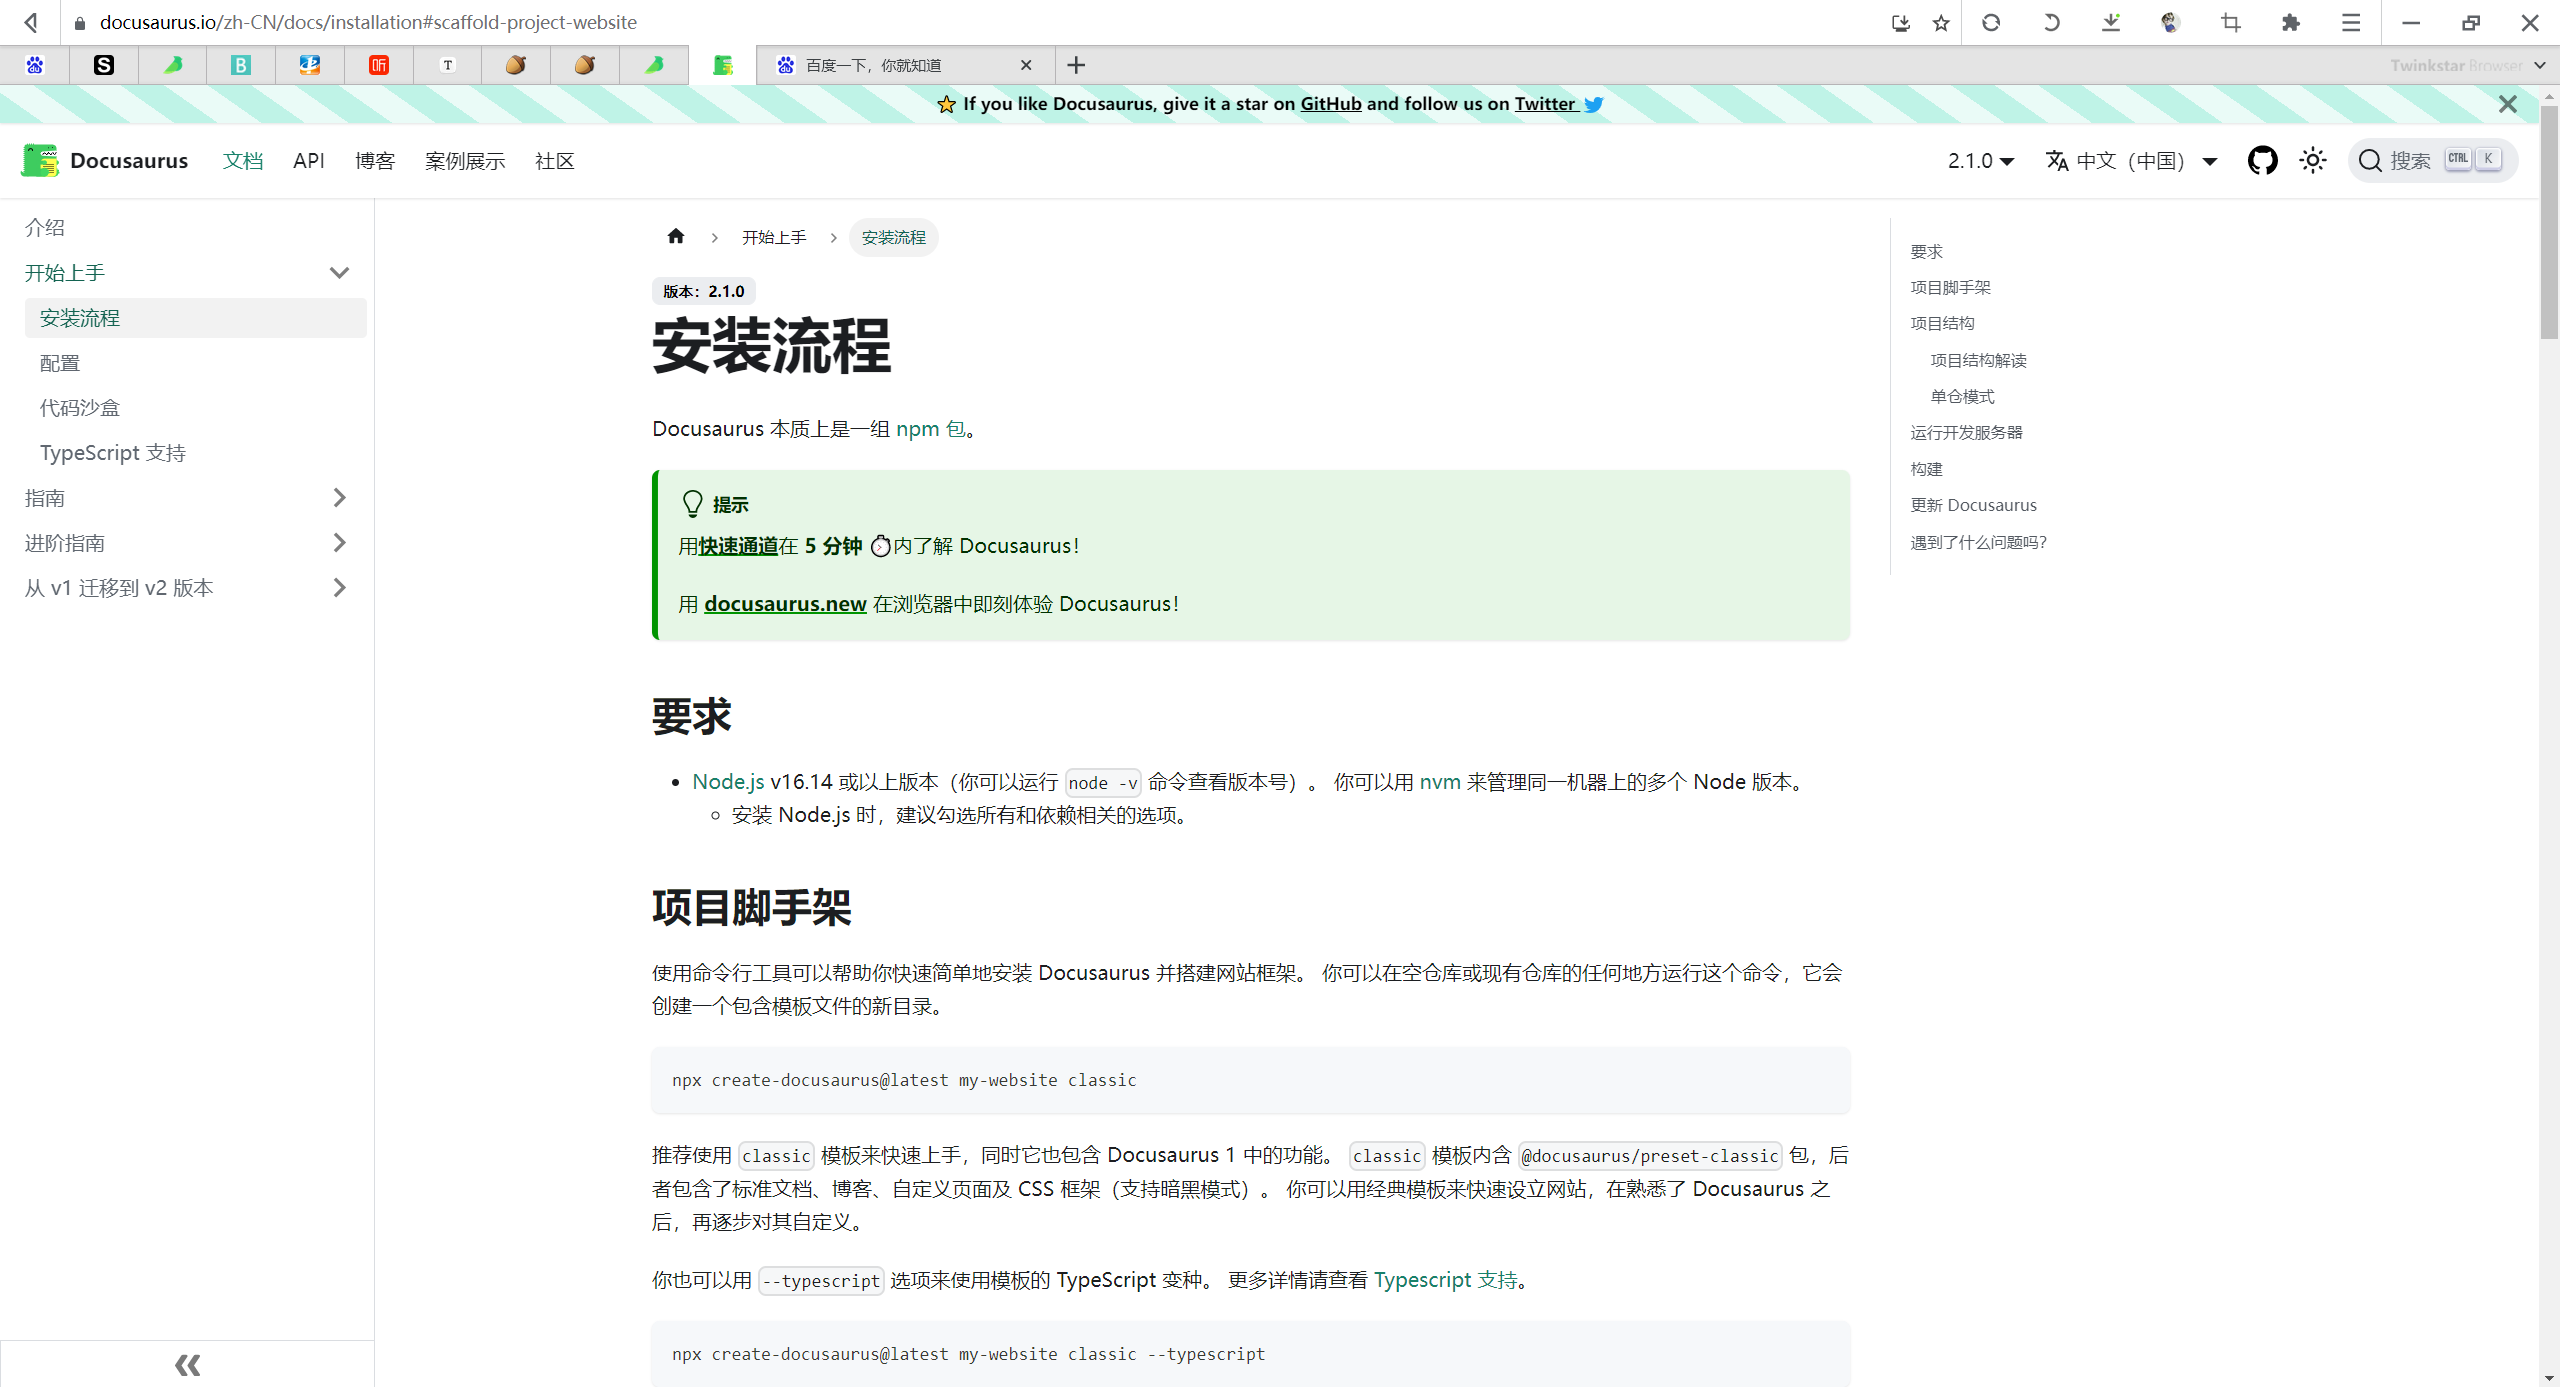 docusaurus.io/zh-CN/docs/installation#scaffold-project-website
百度一下，你就知道
Twinkstar Browser
If you like Docusaurus, give it a star on GitHub and follow us on Twitter
Docusaurus 文档 API 博客 案例展示 社区 2.1.0 中文（中国） 搜索 CTRL K
介绍
开始上手
安装流程
配置
代码沙盒
TypeScript 支持
指南
进阶指南
从 v1 迁移到 v2 版本
开始上手 安装流程
版本：2.1.0
安装流程
Docusaurus 本质上是一组 npm 包。
提示
用快速通道在 5 分钟 内了解 Docusaurus！
用 docusaurus.new 在浏览器中即刻体验 Docusaurus！
要求
Node.js v16.14 或以上版本（你可以运行 node -v 命令查看版本号）。 你可以用 nvm 来管理同一机器上的多个 Node 版本。
安装 Node.js 时，建议勾选所有和依赖相关的选项。
项目脚手架
使用命令行工具可以帮助你快速简单地安装 Docusaurus 并搭建网站框架。 你可以在空仓库或现有仓库的任何地方运行这个命令，它会
创建一个包含模板文件的新目录。
npx create-docusaurus@latest my-website classic
推荐使用 classic 模板来快速上手，同时它也包含 Docusaurus 1 中的功能。 classic 模板内含 @docusaurus/preset-classic 包，后
者包含了标准文档、博客、自定义页面及 CSS 框架（支持暗黑模式）。 你可以用经典模板来快速设立网站，在熟悉了 Docusaurus 之
后，再逐步对其自定义。
你也可以用 --typescript 选项来使用模板的 TypeScript 变种。 更多详情请查看 Typescript 支持。
npx create-docusaurus@latest my-website classic --typescript
要求
项目脚手架
项目结构
项目结构解读
单仓模式
运行开发服务器
构建
更新 Docusaurus
遇到了什么问题吗？